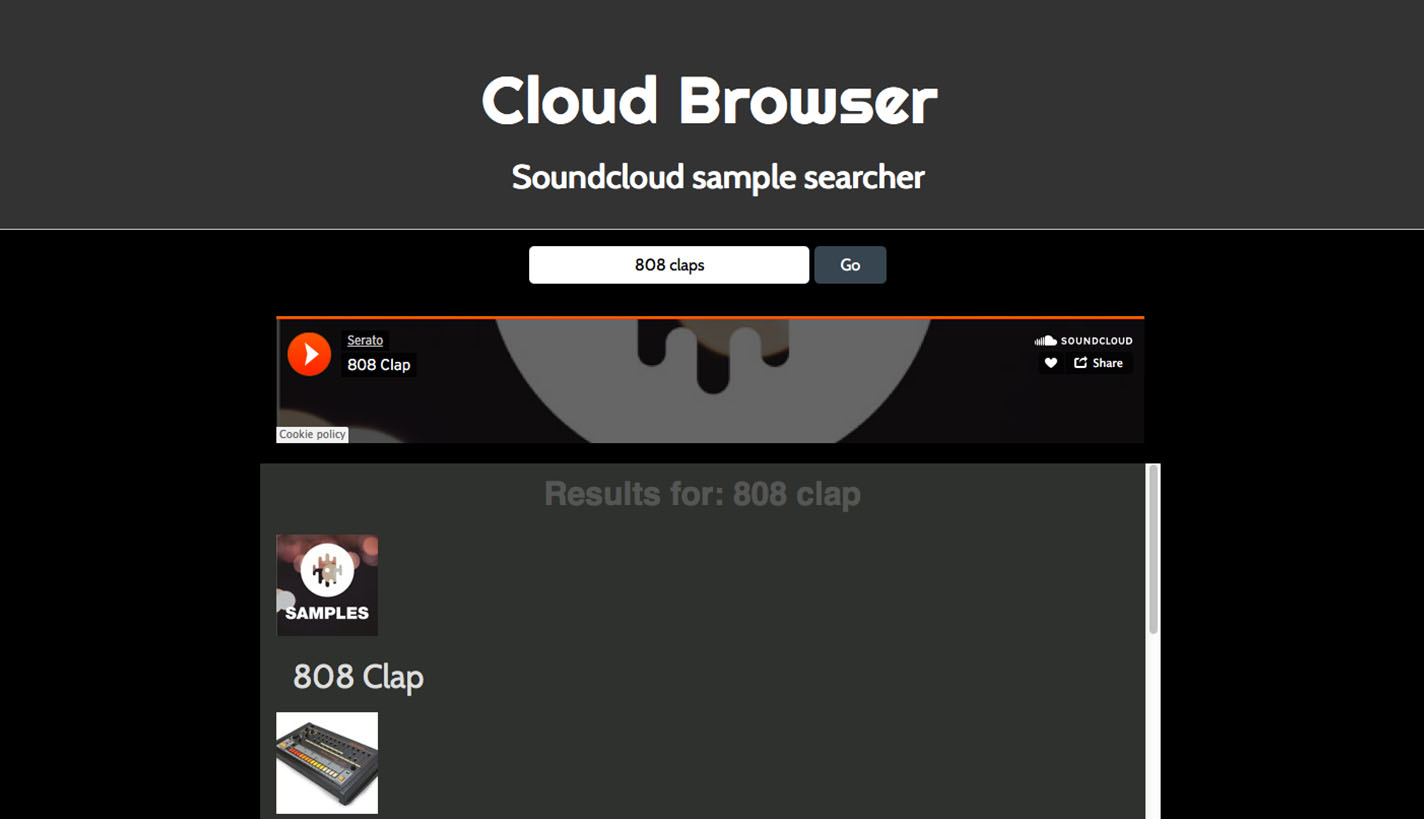 Cloud Browser
Soundcloud sample searcher
808 claps
Go
Serato
808 Clap
SOUNDCLOUD
Share
Cookie policy
Results for: 808 clap
SAMPLES
808 Clap